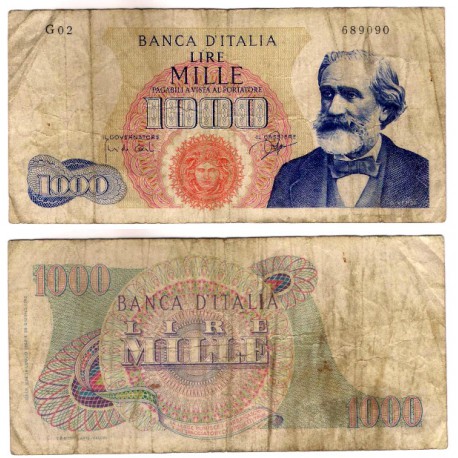 G02
689090
BANCA D'ITALIA
LIRE
MILLE
PAGABILI A VISTA AL PORTATORE
1000
IL GOVERNATORE
IL CASSIERE
1000
G. VERDI
1000
BANCA D'ITALIA
LIRE
MILLE
1000